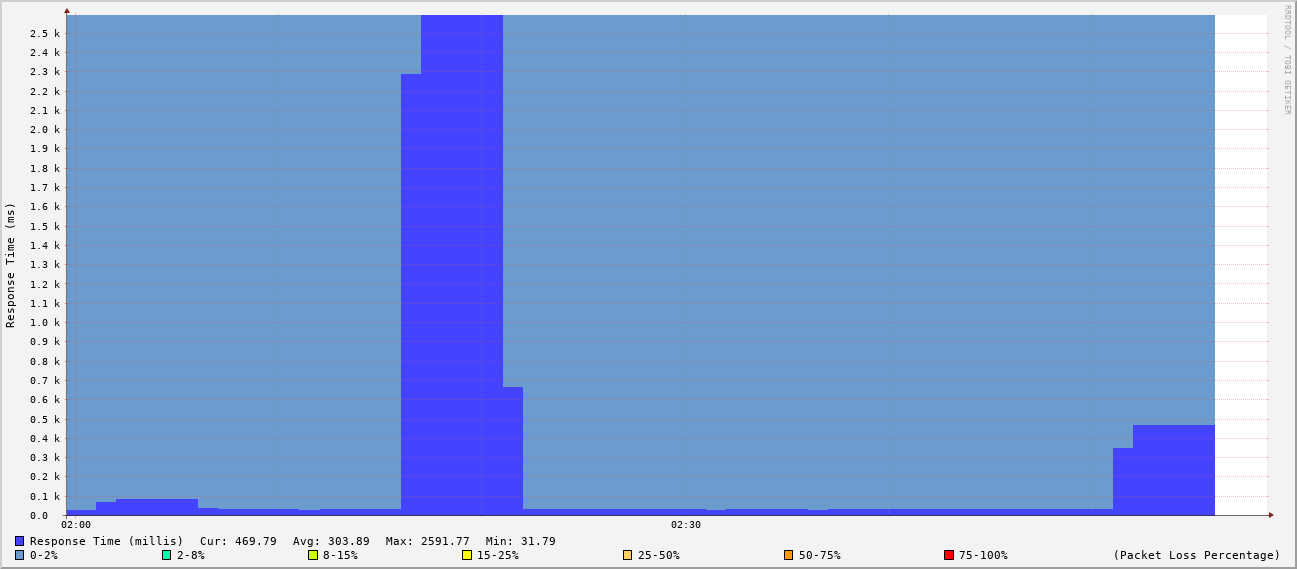 RRDTOOL / TOBI OETIKER
Response Time (ms)
2.5 k
2.4 k
2.3 k
2.2 k
2.1 k
2.0 k
1.9 k
1.8 k
1.7 k
1.6 k
1.5 k
1.4 k
1.3 k
1.2 k
1.1 k
1.0 k
0.9 k
0.8 k
0.7 k
0.6 k
0.5 k
0.4 k
0.3 k
0.2 k
0.1 k
0.0
02:00 02:30
Response Time (millis) Cur: 469.79 Avg: 303.89 Max: 2591.77 Min: 31.79
0-2% 2-8% 8-15% 15-25% 25-50% 50-75% 75-100% (Packet Loss Percentage)